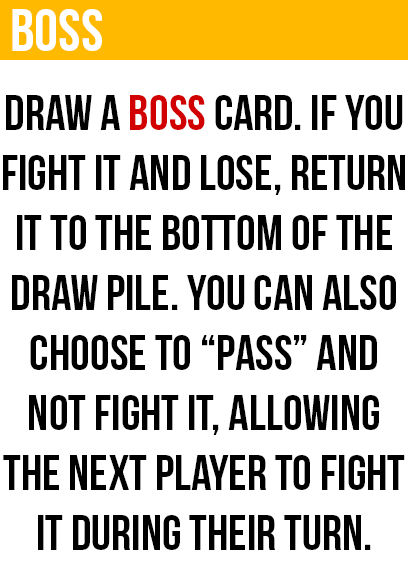 BOSS
DRAW A BOSS CARD. IF YOU
FIGHT IT AND LOSE, RETURN
IT TO THE BOTTOM OF THE
DRAW PILE. YOU CAN ALSO
CHOOSE TO “PASS” AND
NOT FIGHT IT, ALLOWING
THE NEXT PLAYER TO FIGHT
IT DURING THEIR TURN.